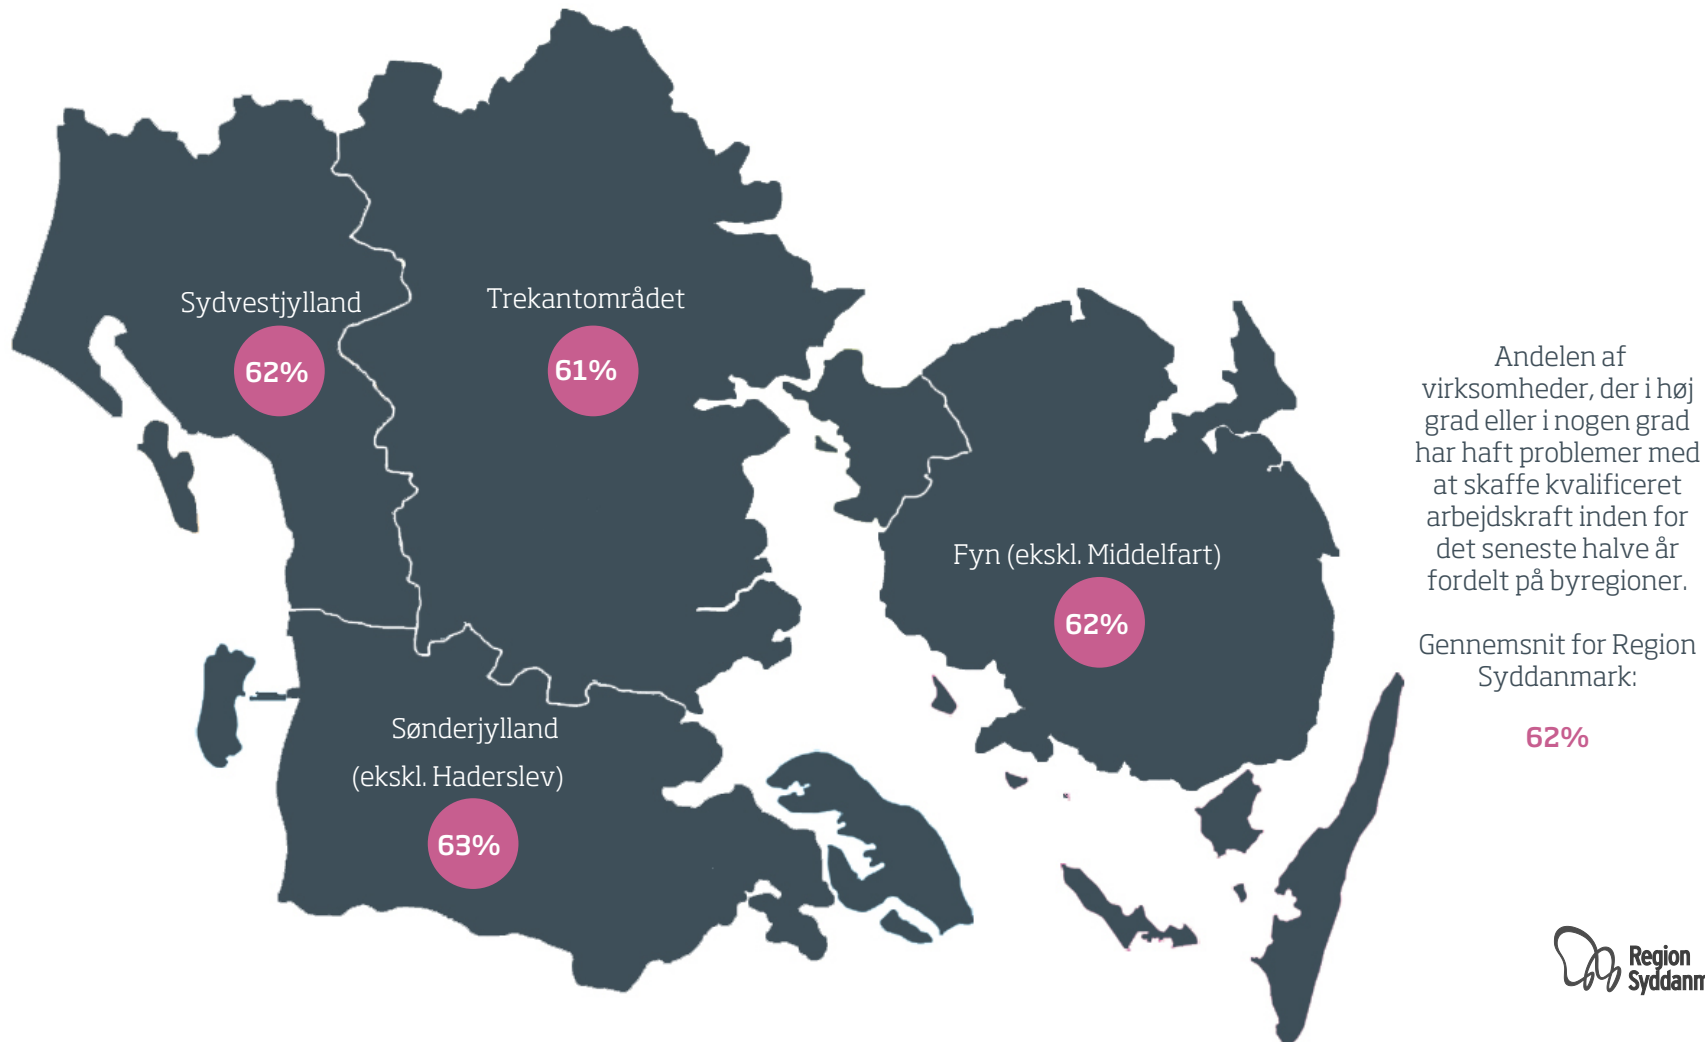 Sydvestjylland
62%
Trekantområdet
61%
Fyn (ekskl. Middelfart)
62%
Sønderjylland
(ekskl. Haderslev)
63%
Andelen af
virksomheder, der i høj
grad eller i nogen grad
har haft problemer med
at skaffe kvalificeret
arbejdskraft inden for
det seneste halve år
fordelt på byregioner.
Gennemsnit for Region
Syddanmark:
62%
Region